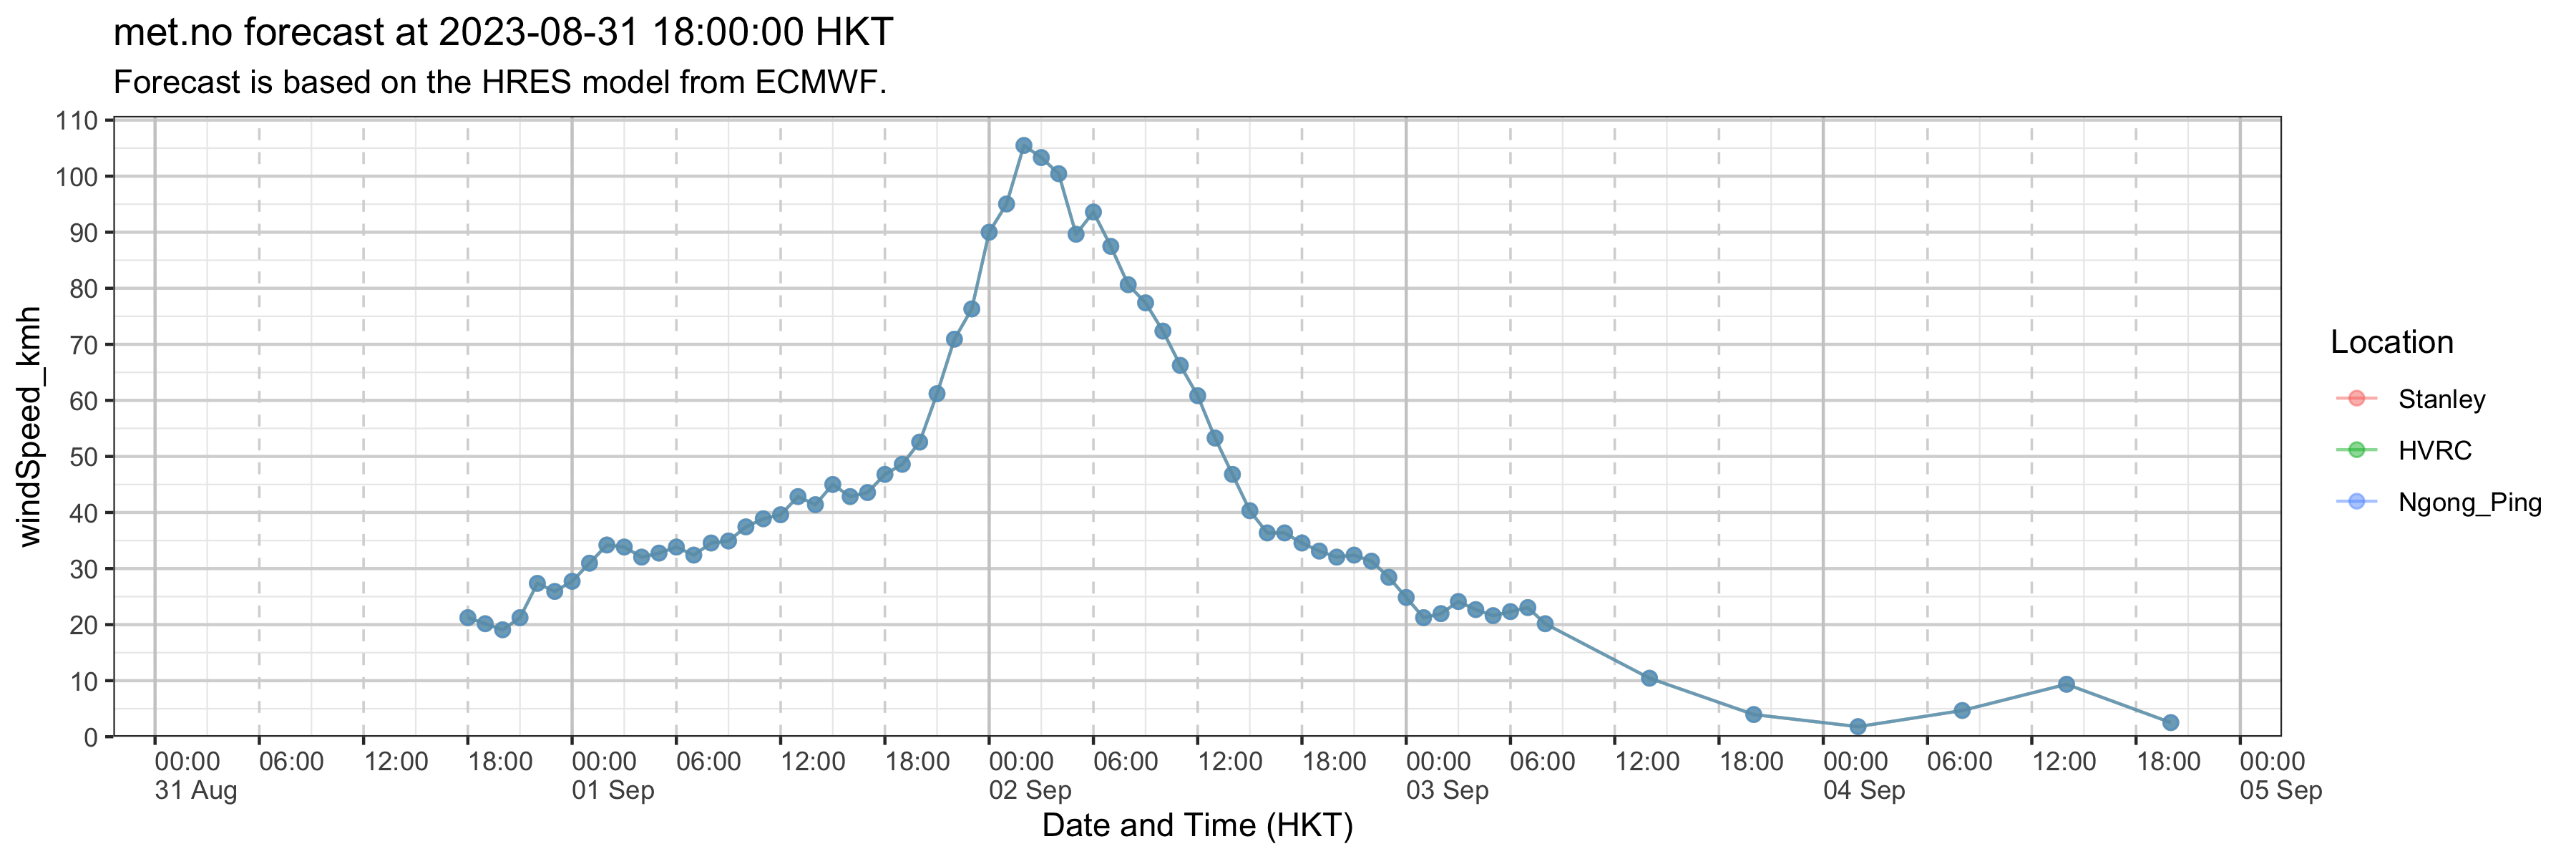 met.no forecast at 2023-08-31 18:00:00 HKT
Forecast is based on the HRES model from ECMWF.
windSpeed_kmh
110
100
90
80
70
60
50
40
30
20
10
0
00:00 06:00 12:00 18:00 00:00 06:00 12:00 18:00 00:00 06:00 12:00 18:00 00:00 06:00 12:00 18:00 00:00 06:00 12:00 18:00 00:00
31 Aug 01 Sep 02 Sep 03 Sep 04 Sep 05 Sep
Date and Time (HKT)
Location
Stanley
HVRC
Ngong_Ping